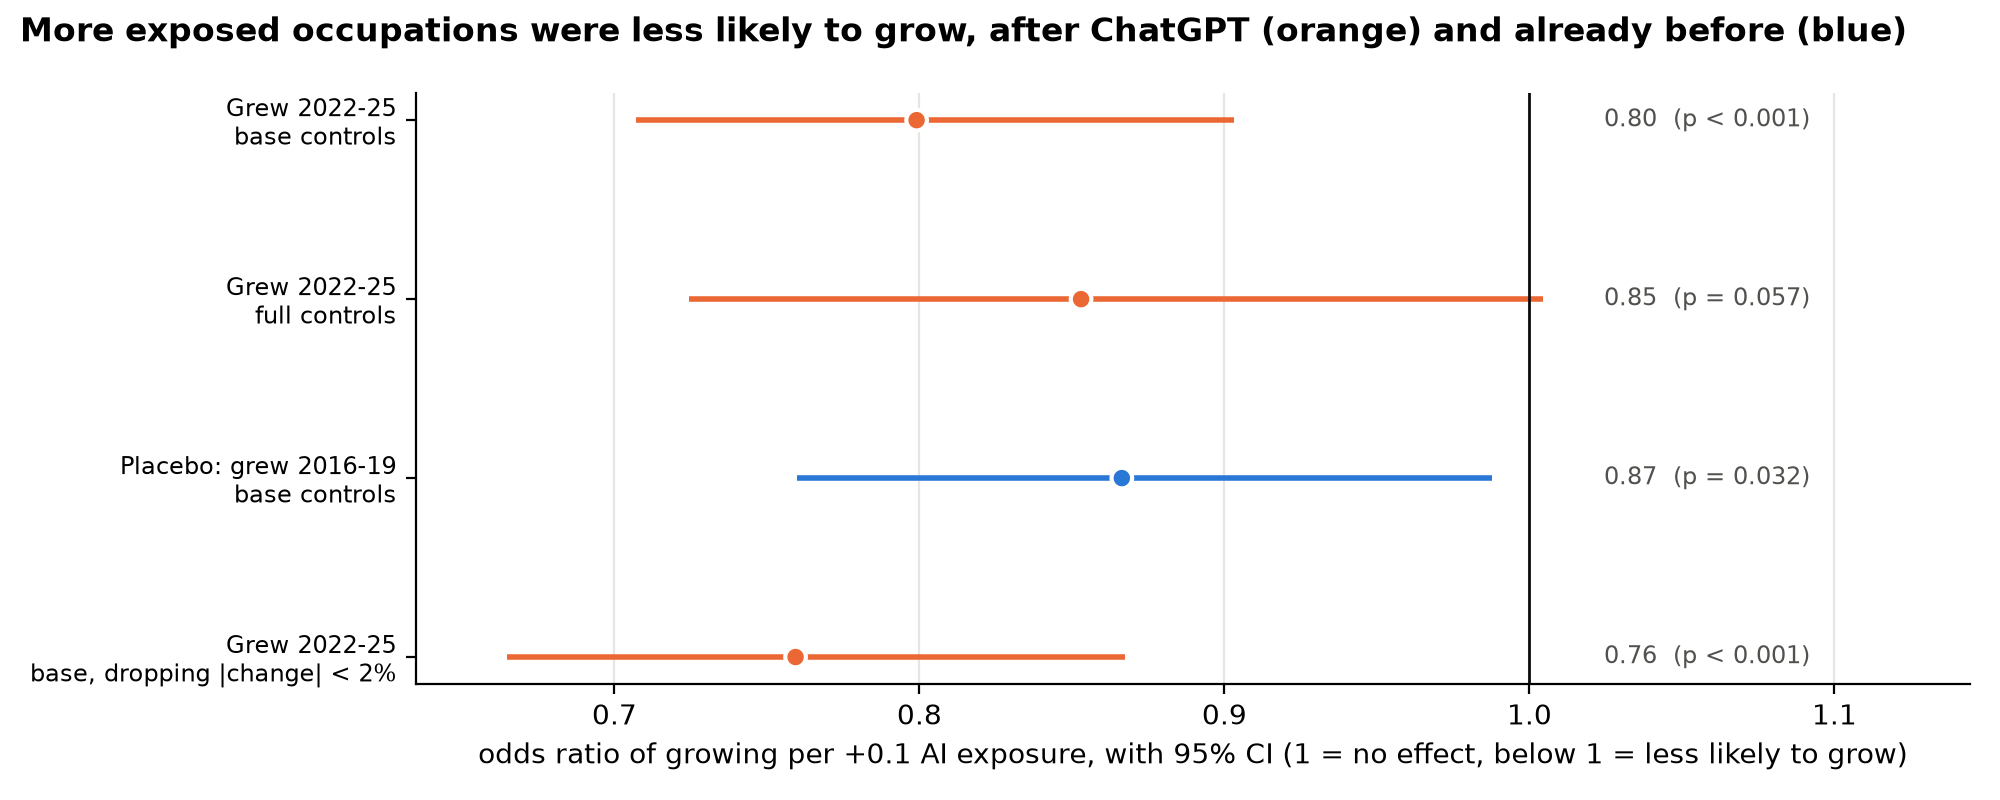 More exposed occupations were less likely to grow, after ChatGPT (orange) and already before (blue)
Grew 2022-25
base controls
0.80 (p < 0.001)
Grew 2022-25
full controls
0.85 (p = 0.057)
Placebo: grew 2016-19
base controls
0.87 (p = 0.032)
Grew 2022-25
base, dropping |change| < 2%
0.76 (p < 0.001)
0.7 0.8 0.9 1.0 1.1
odds ratio of growing per +0.1 AI exposure, with 95% CI (1 = no effect, below 1 = less likely to grow)